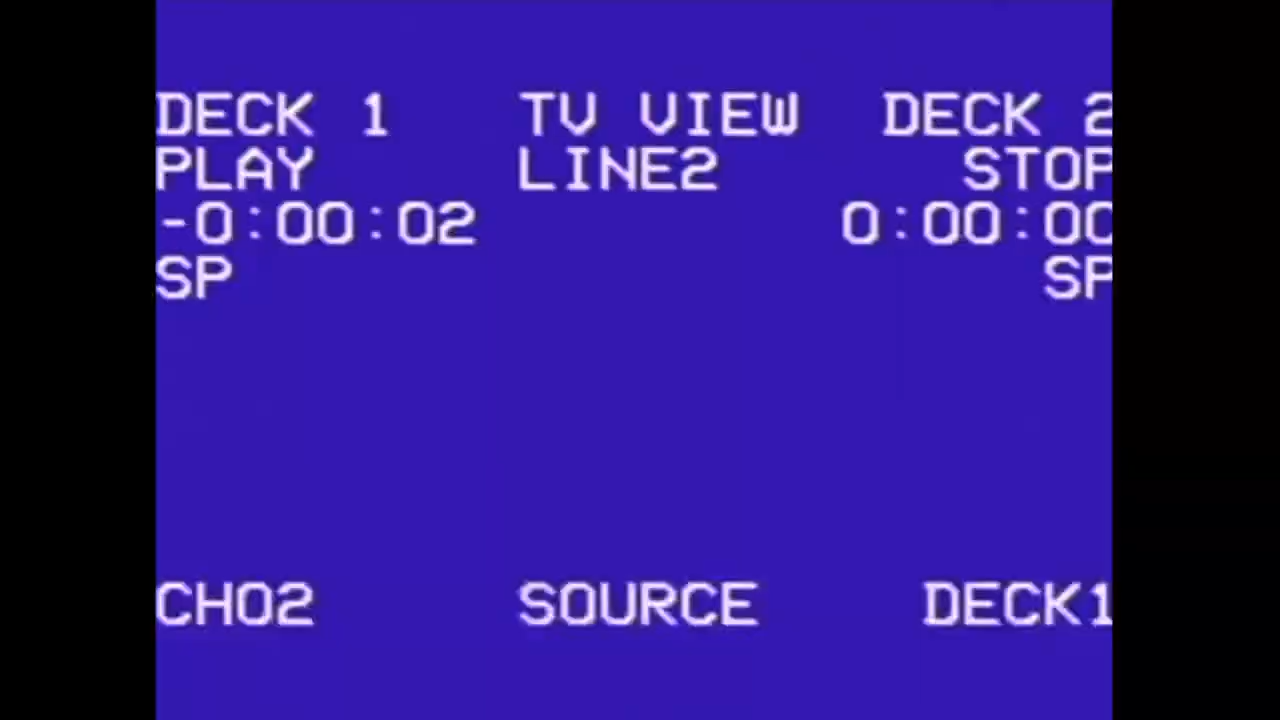 DECK 1 TV VIEW DECK 2
PLAY LINE2 STOP
-0:00:02 0:00:00
SP SP
CH02 SOURCE DECK1